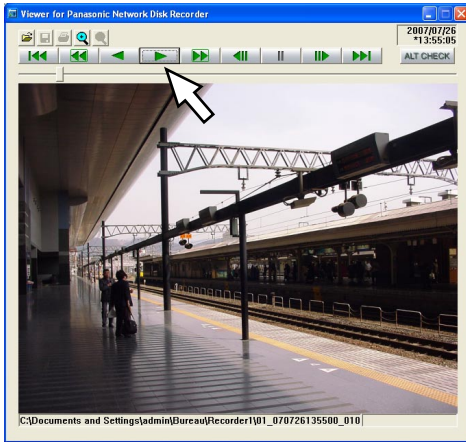 Viewer for Panasonic Network Disk Recorder
2007/07/26
*13:55:05
ALT CHECK
C:\Documents and Settings\admin\Bureau\Recorder1\01_070726135500_010